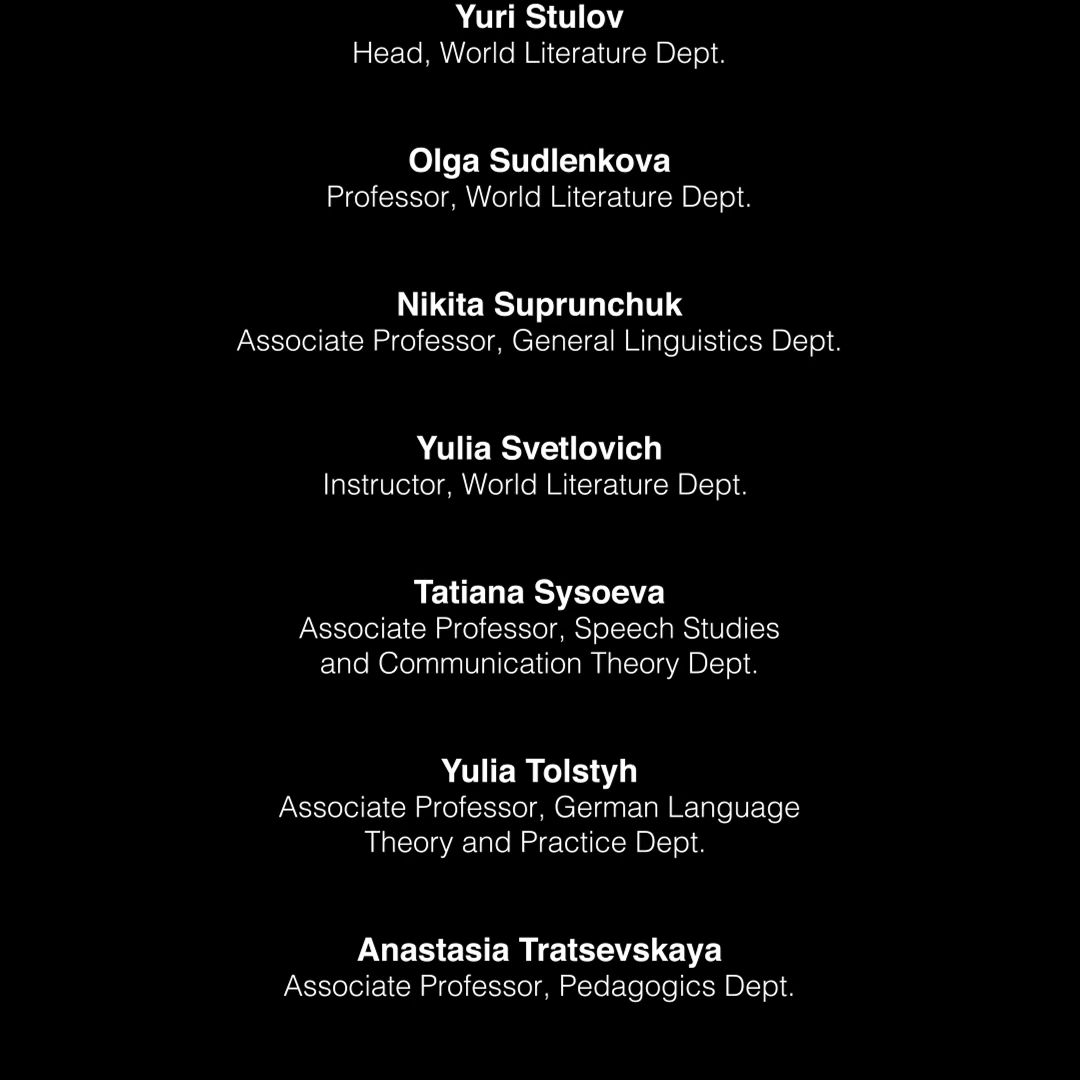 Yuri Stulov
Head, World Literature Dept.
Olga Sudlenkova
Professor, World Literature Dept.
Nikita Suprunchuk
Associate Professor, General Linguistics Dept.
Yulia Svetlovich
Instructor, World Literature Dept.
Tatiana Sysoeva
Associate Professor, Speech Studies
and Communication Theory Dept.
Yulia Tolstyh
Associate Professor, German Language
Theory and Practice Dept.
Anastasia Tratsevskaya
Associate Professor, Pedagogics Dept.